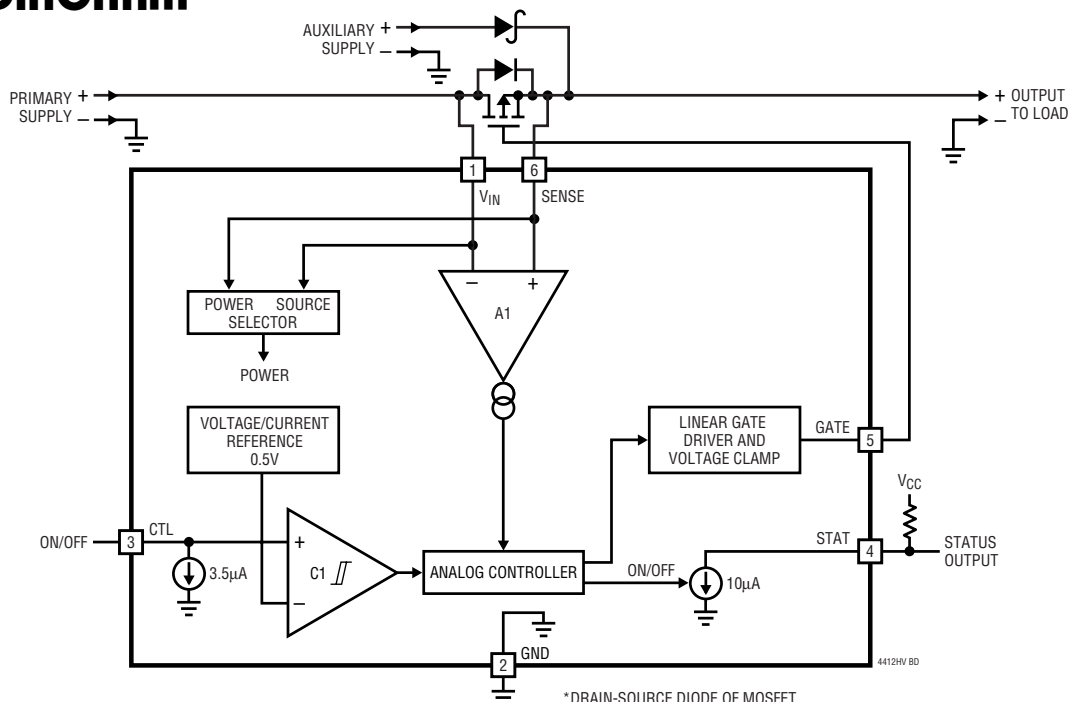 AUXILIARY +
SUPPLY –
PRIMARY +
SUPPLY –
+ OUTPUT
– TO LOAD
1
6
VIN
SENSE
– +
A1
POWER SOURCE
SELECTOR
POWER
VOLTAGE/CURRENT
REFERENCE
0.5V
LINEAR GATE
DRIVER AND
VOLTAGE CLAMP
GATE
5
VCC
ON/OFF
3
CTL
3.5µA
+
C1
–
ANALOG CONTROLLER
ON/OFF
10µA
STAT
4
STATUS
OUTPUT
2
GND
4412HV BD
*DRAIN-SOURCE DIODE OF MOSFET